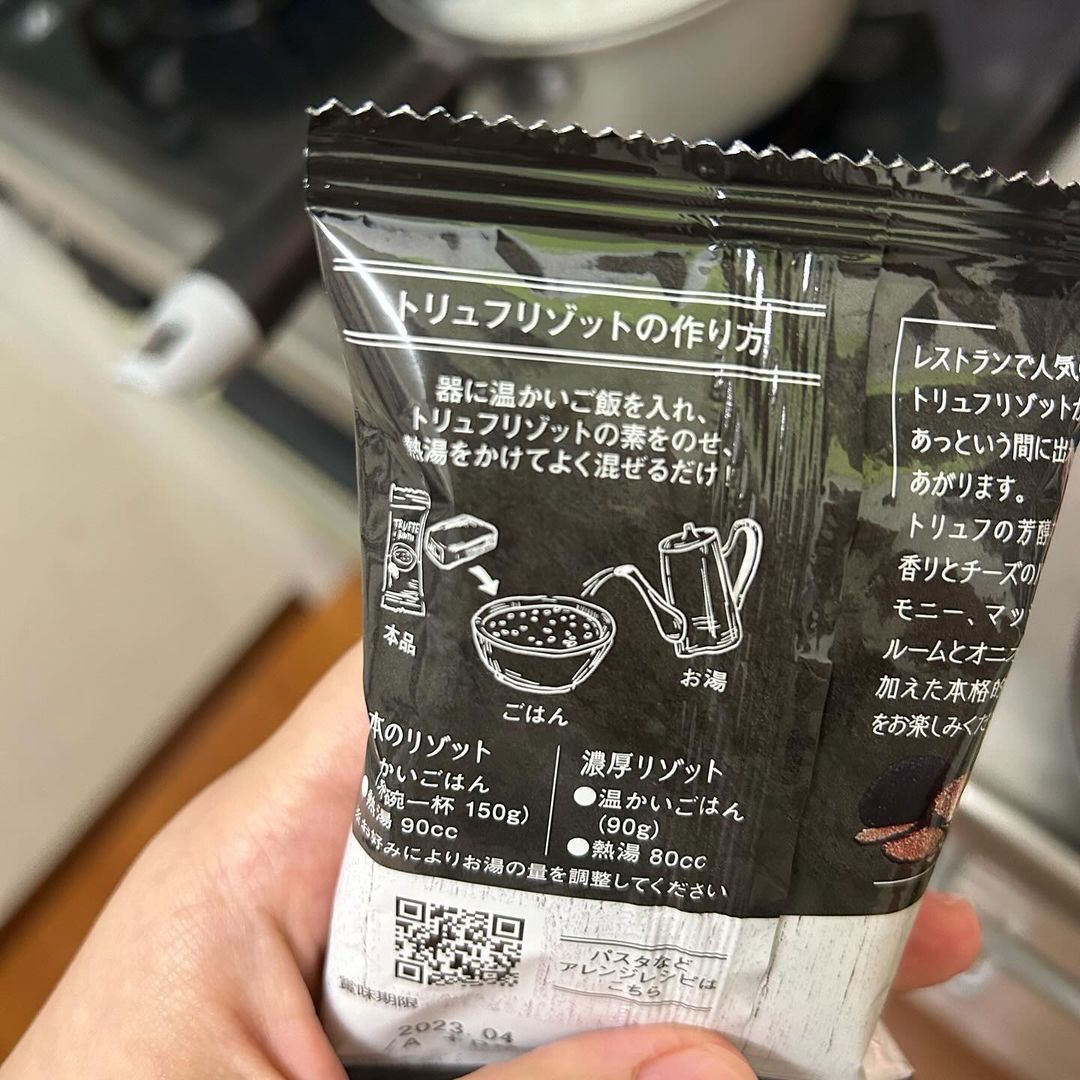 トリュフリゾットの作り方
器に温かいご飯を入れ、
トリュフリゾットの素をのせ、
熱湯をかけてよく混ぜるだけ！
TRUFFE
本品
お湯
ごはん
本のリゾット
かいごはん
(茶碗一杯 150g)
●熱湯 90cc
濃厚リゾット
●温かいごはん
(90g)
●熱湯 80cc
※お好みによりお湯の量を調整してください
パスタなど
アレンジレシピは
こちら
賞味期限
2023.04
A
レストランで人気
トリュフリゾットが
あっという間に出
あがります。
トリュフの芳醇
香りとチーズの
モニー、マッ
ルームとオニ
加えた本格的
をお楽しみくだ